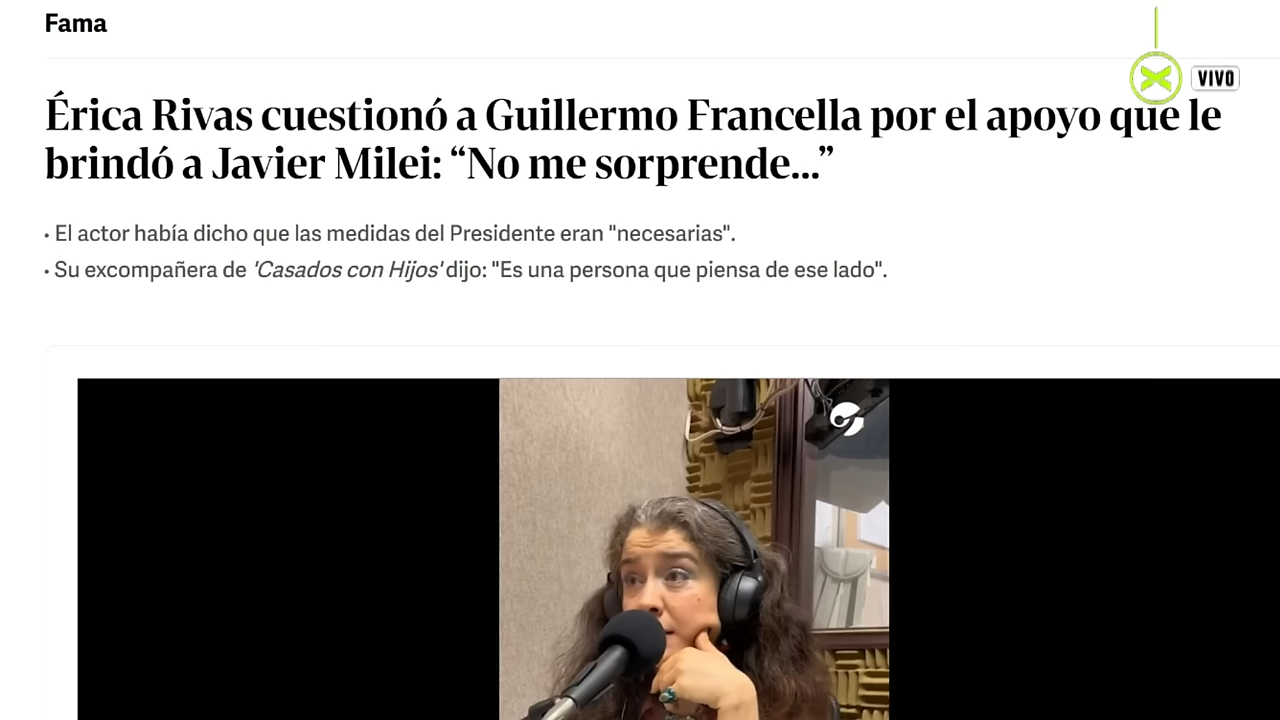 Fama
VIVO
Érica Rivas cuestionó a Guillermo Francella por el apoyo que le
brindó a Javier Milei: “No me sorprende...”
• El actor había dicho que las medidas del Presidente eran "necesarias".
• Su excompañera de 'Casados con Hijos' dijo: "Es una persona que piensa de ese lado".